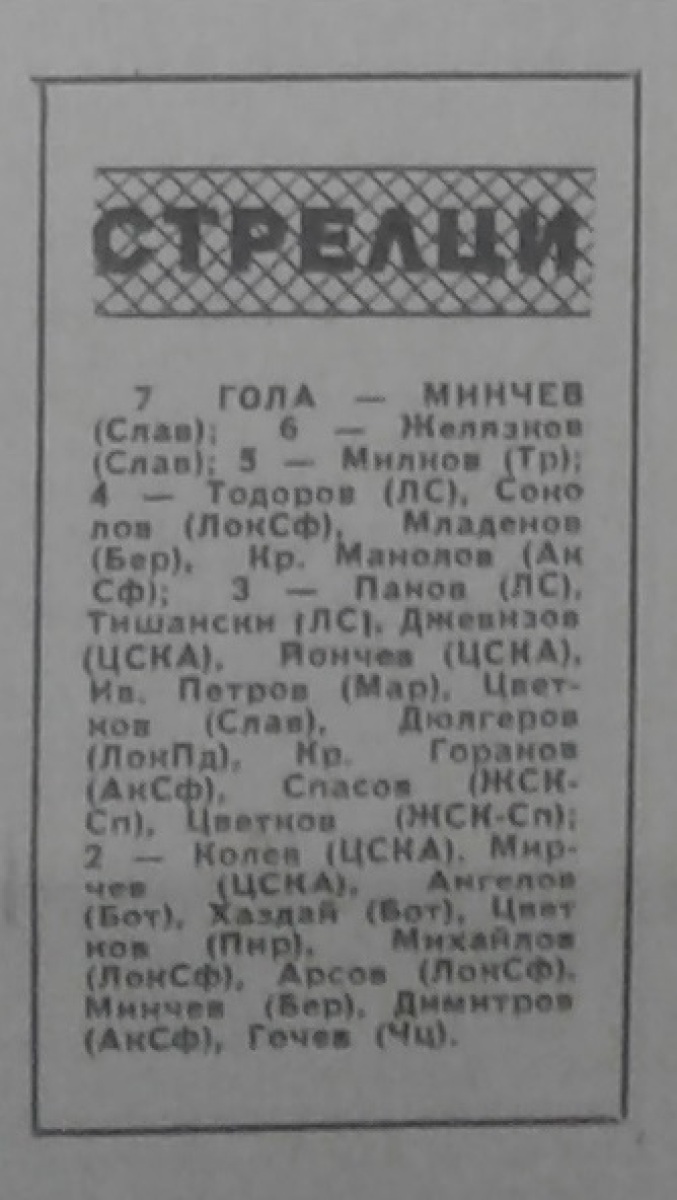 СТРЕЛЦИ
7 ГОЛА — МИНЧЕВ
(Слав); 6 — Желязков
(Слав); 5 — Милков (Тр);
4 — Тодоров (ЛС), Соко
лов (ЛокСф), Младенов
(Бер), Кр. Манолов (Ак
Сф); 3 — Панов (ЛС),
Тишански (ЛС), Джевизов
(ЦСКА), Йончев (ЦСКА),
Ив. Петров (Мар), Цвет-
ков (Слав), Дюлгеров
(ЛокПд), Кр. Горанов
(АкСф), Спасов (ЖСК-
Сп), Цветков (ЖСК-Сп);
2 — Колев (ЦСКА), Мир-
чев (ЦСКА), Ангелов
(Бот), Хаздай (Бот), Цвет
ков (Пир), Михайлов
(ЛокСф), Арсов (ЛокСф),
Минчев (Бер), Димитров
(АкСф), Гочев (Чц).